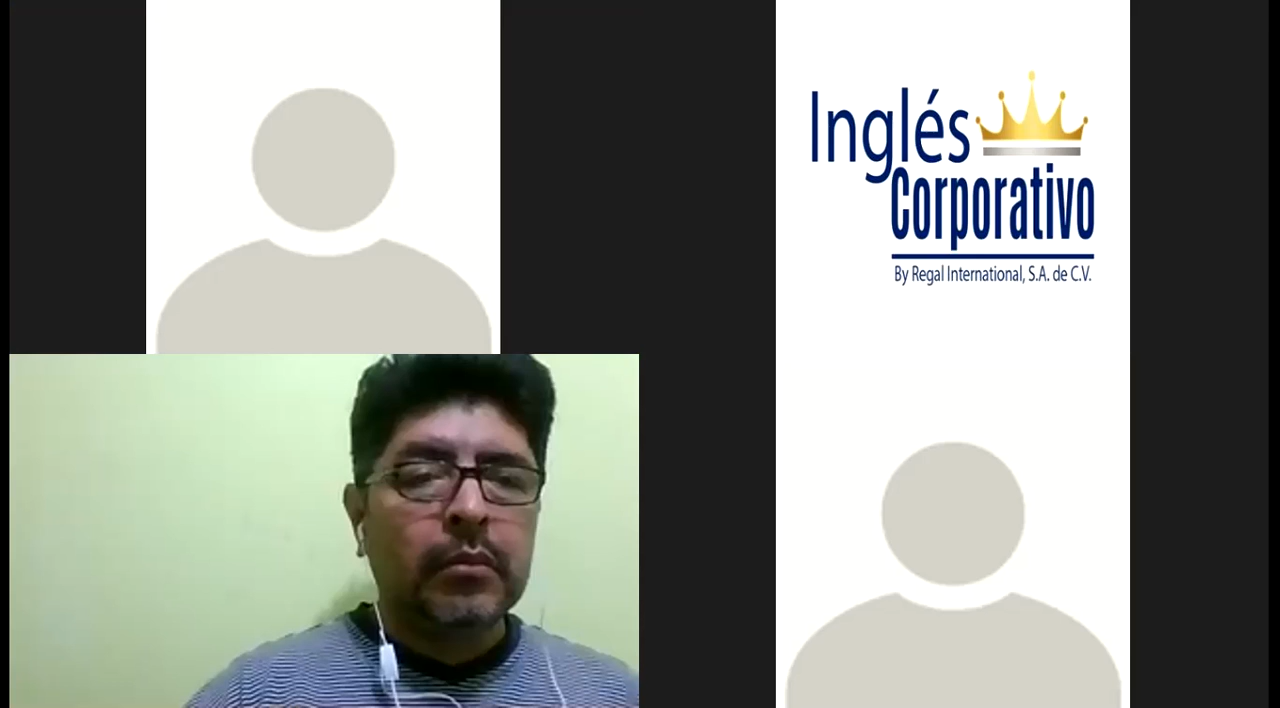 Inglés
Corporativo
By Regal International, S.A. de C.V.